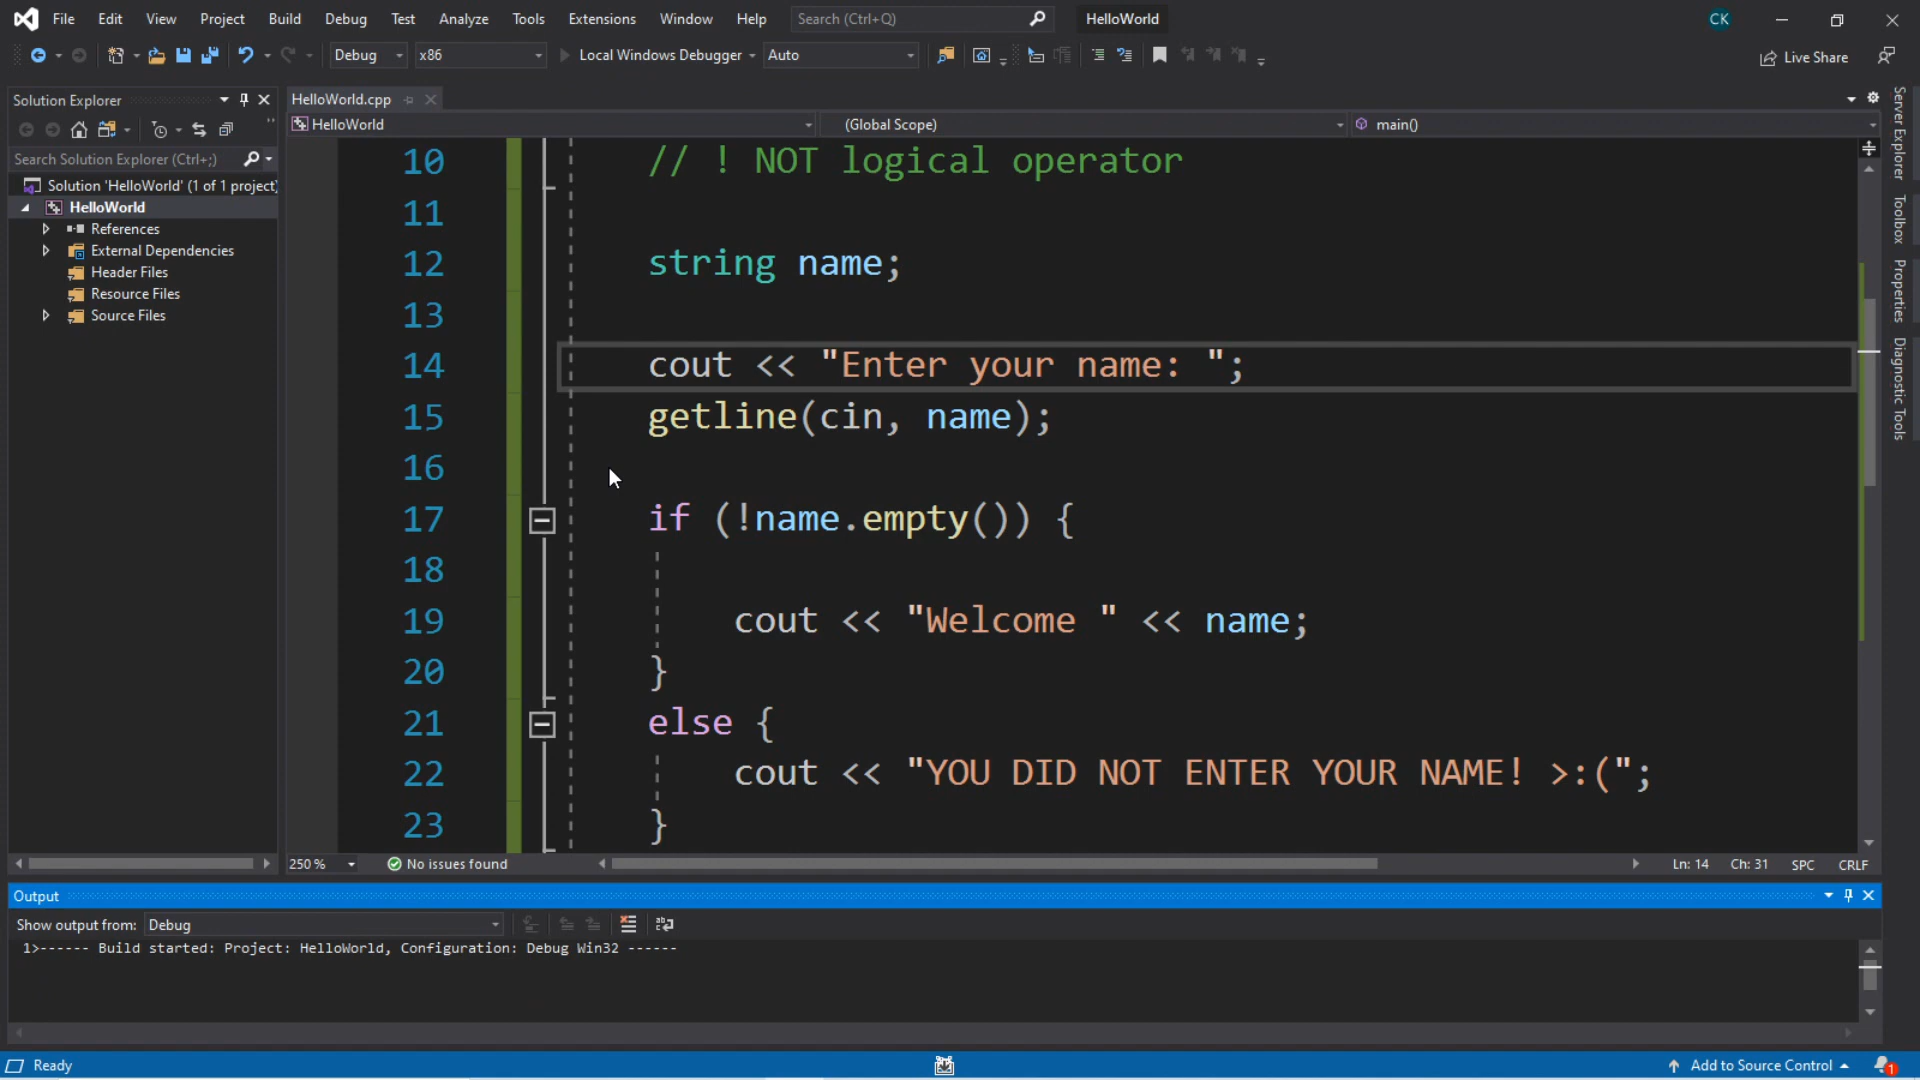 File Edit View Project Build Debug Test Analyze Tools Extensions Window Help Search (Ctrl+Q) HelloWorld CK
Debug x86 Local Windows Debugger Auto Live Share
Solution Explorer
Search Solution Explorer (Ctrl+;)
Solution 'HelloWorld' (1 of 1 project)
HelloWorld
References
External Dependencies
Header Files
Resource Files
Source Files
HelloWorld.cpp
HelloWorld (Global Scope) main()
10 // ! NOT logical operator
11
12 string name;
13
14 cout << "Enter your name: ";
15 getline(cin, name);
16
17 if (!name.empty()) {
18
19 cout << "Welcome " << name;
20 }
21 else {
22 cout << "YOU DID NOT ENTER YOUR NAME! >:(";
23 }
250 % No issues found Ln: 14 Ch: 31 SPC CRLF
Server Explorer
Toolbox
Properties
Diagnostic Tools
Output
Show output from: Debug
1>------ Build started: Project: HelloWorld, Configuration: Debug Win32 ------
Ready Add to Source Control 1